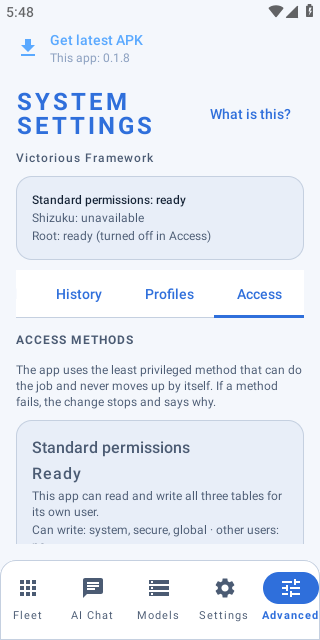 5:48
Get latest APK
This app: 0.1.8
SYSTEM
SETTINGS
What is this?
Victorious Framework
Standard permissions: ready
Shizuku: unavailable
Root: ready (turned off in Access)
History
Profiles
Access
ACCESS METHODS
The app uses the least privileged method that can do
the job and never moves up by itself. If a method
fails, the change stops and says why.
Standard permissions
Ready
This app can read and write all three tables for
its own user.
Can write: system, secure, global · other users:
Fleet
AI Chat
Models
Settings
Advanced